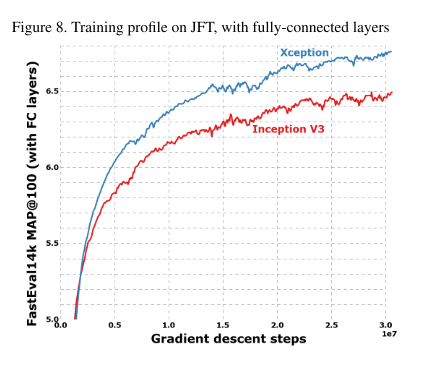 Figure 8. Training profile on JFT, with fully-connected layers
FastEval14k MAP@100 (with FC layers)
Xception
Inception V3
6.5
6.0
5.5
5.0
0.0 0.5 1.0 1.5 2.0 2.5 3.0
1e7
Gradient descent steps